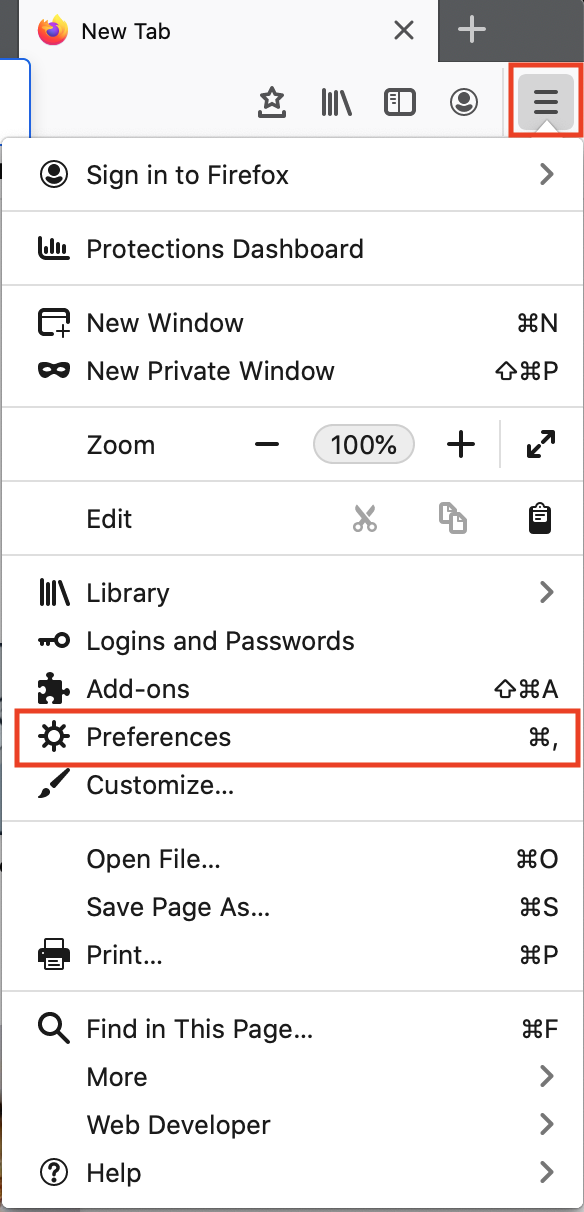 New Tab
Sign in to Firefox
Protections Dashboard
New Window ⌘N
New Private Window ⇧⌘P
Zoom 100%
Edit
Library
Logins and Passwords
Add-ons ⇧⌘A
Preferences ⌘,
Customize...
Open File... ⌘O
Save Page As... ⌘S
Print... ⌘P
Find in This Page... ⌘F
More
Web Developer
Help